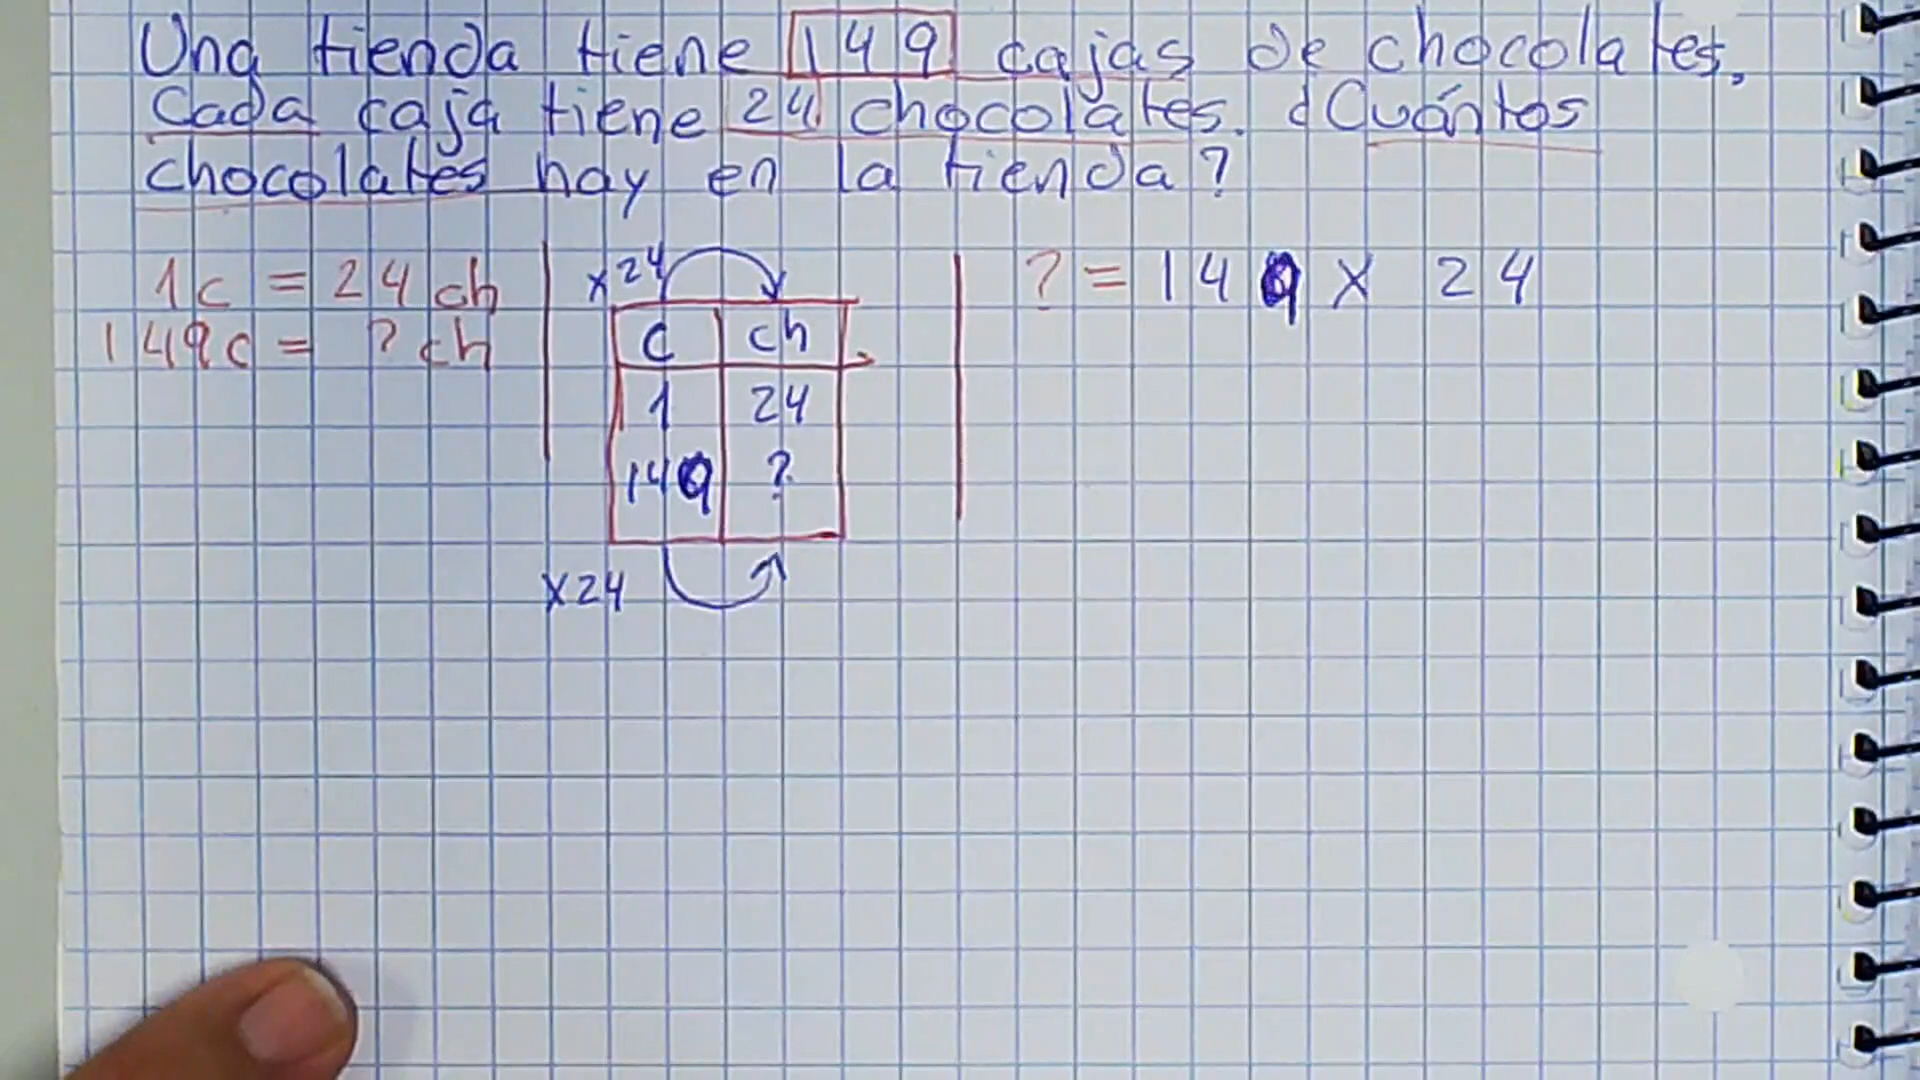 Una tienda tiene 149 cajas de chocolates.
Cada caja tiene 24 chocolates. ¿Cuántos
chocolates hay en la tienda?
1c = 24 ch
149c = ? ch
x24
c ch
1 24
149 ?
x24
? = 149 x 24